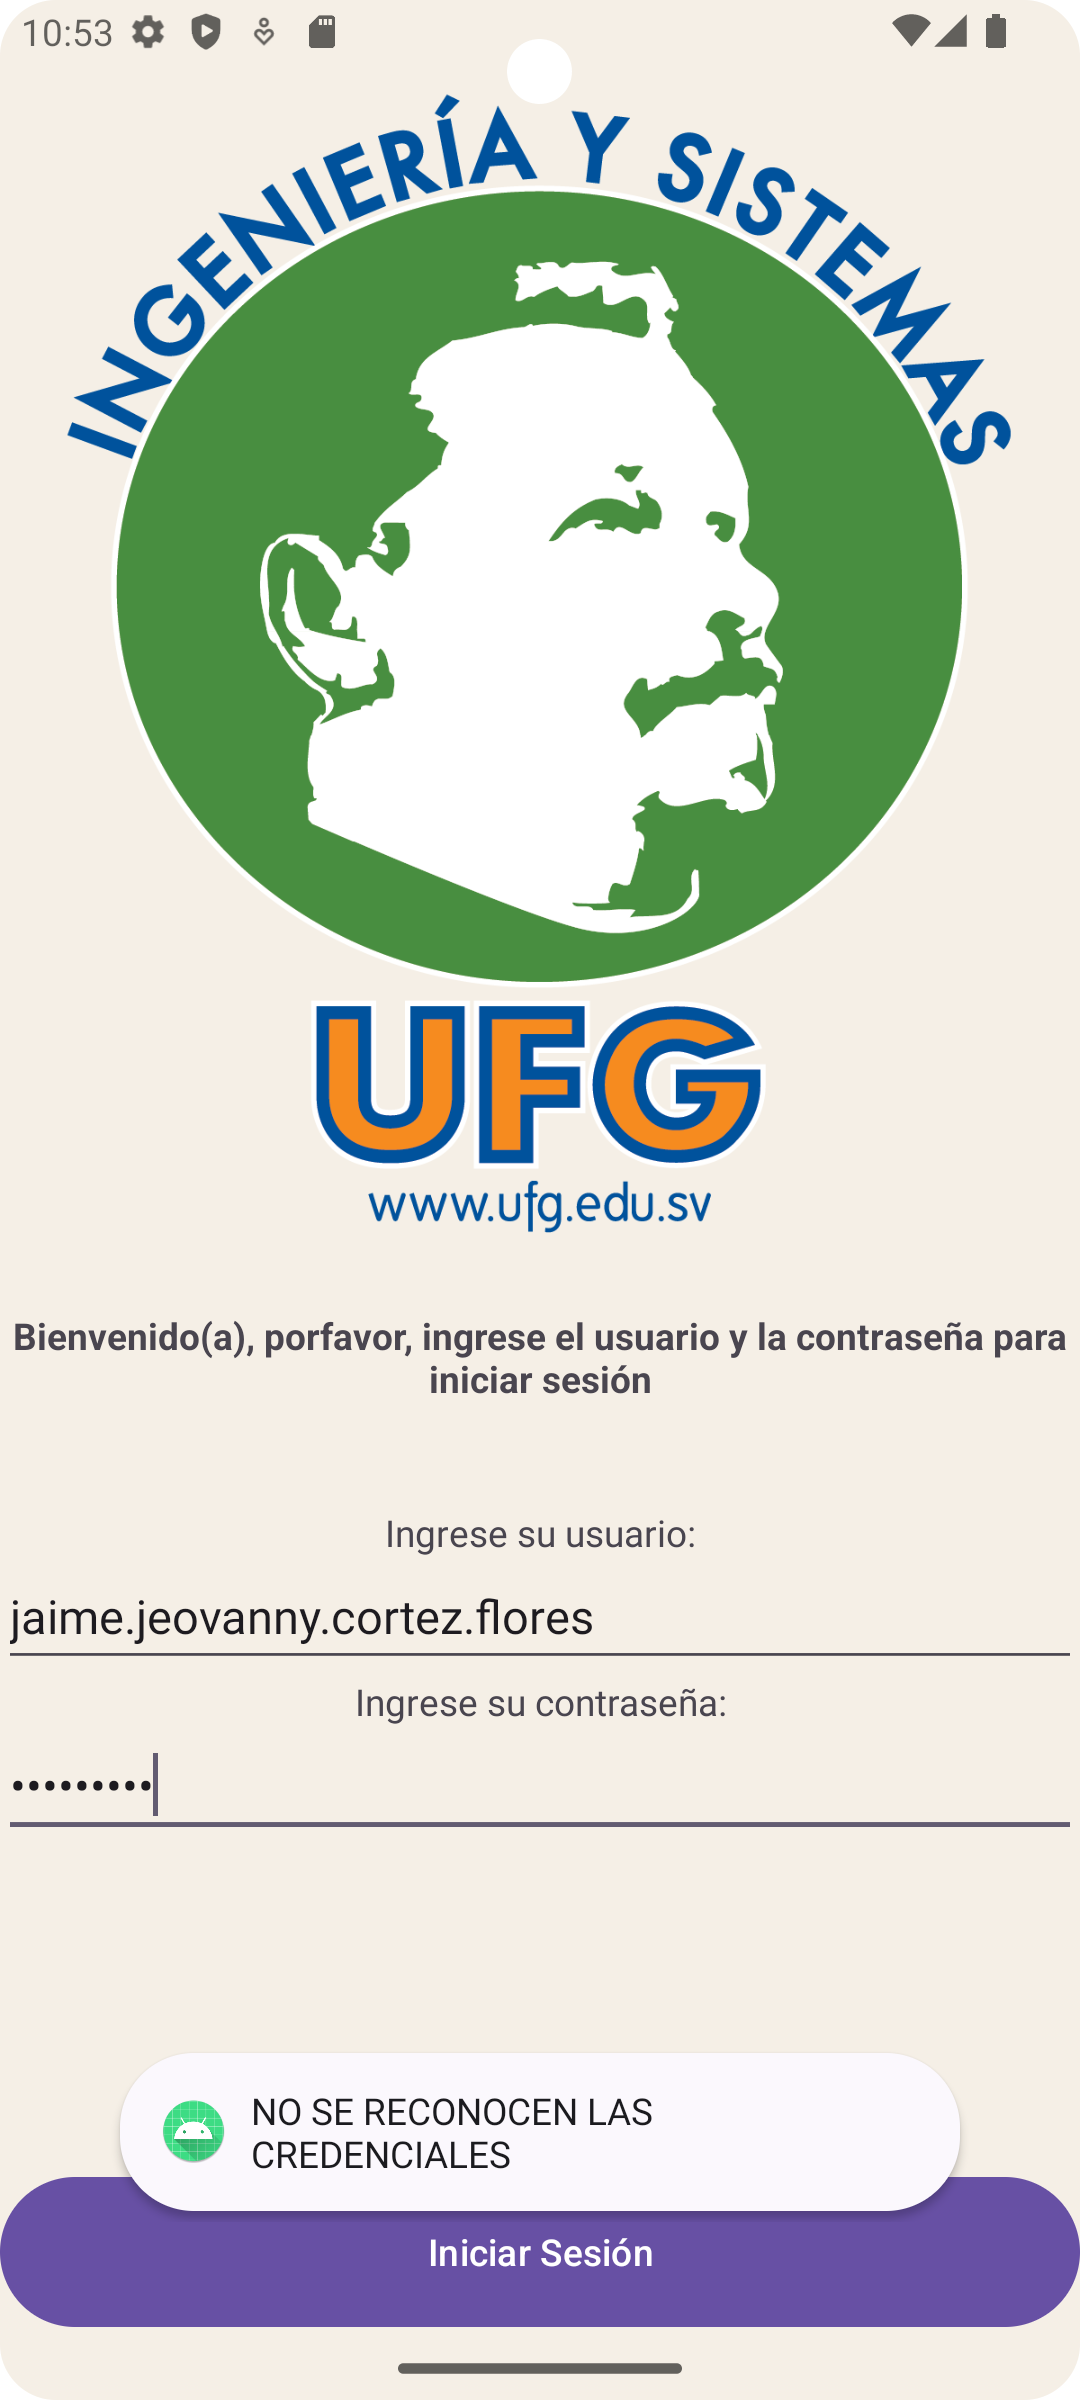 10:53
INGENIERÍA Y SISTEMAS
UFG
www.ufg.edu.sv
Bienvenido(a), porfavor, ingrese el usuario y la contraseña para
iniciar sesión
Ingrese su usuario:
jaime.jeovanny.cortez.flores
Ingrese su contraseña:
•••••••••
NO SE RECONOCEN LAS
CREDENCIALES
Iniciar Sesión